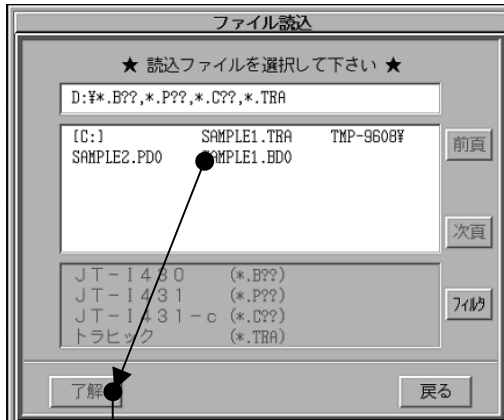 ファイル読込
★ 読込ファイルを選択して下さい ★
D:¥*.B??,*.P??,*.C??,*.TRA
[C:] SAMPLE1.TRA TMP-9608¥
SAMPLE2.PD0 SAMPLE1.BD0
前頁
次頁
JT-I430 (*.B??)
JT-I431 (*.P??)
JT-I431-c (*.C??)
トラヒック (*.TRA)
フィルタ
了解
戻る